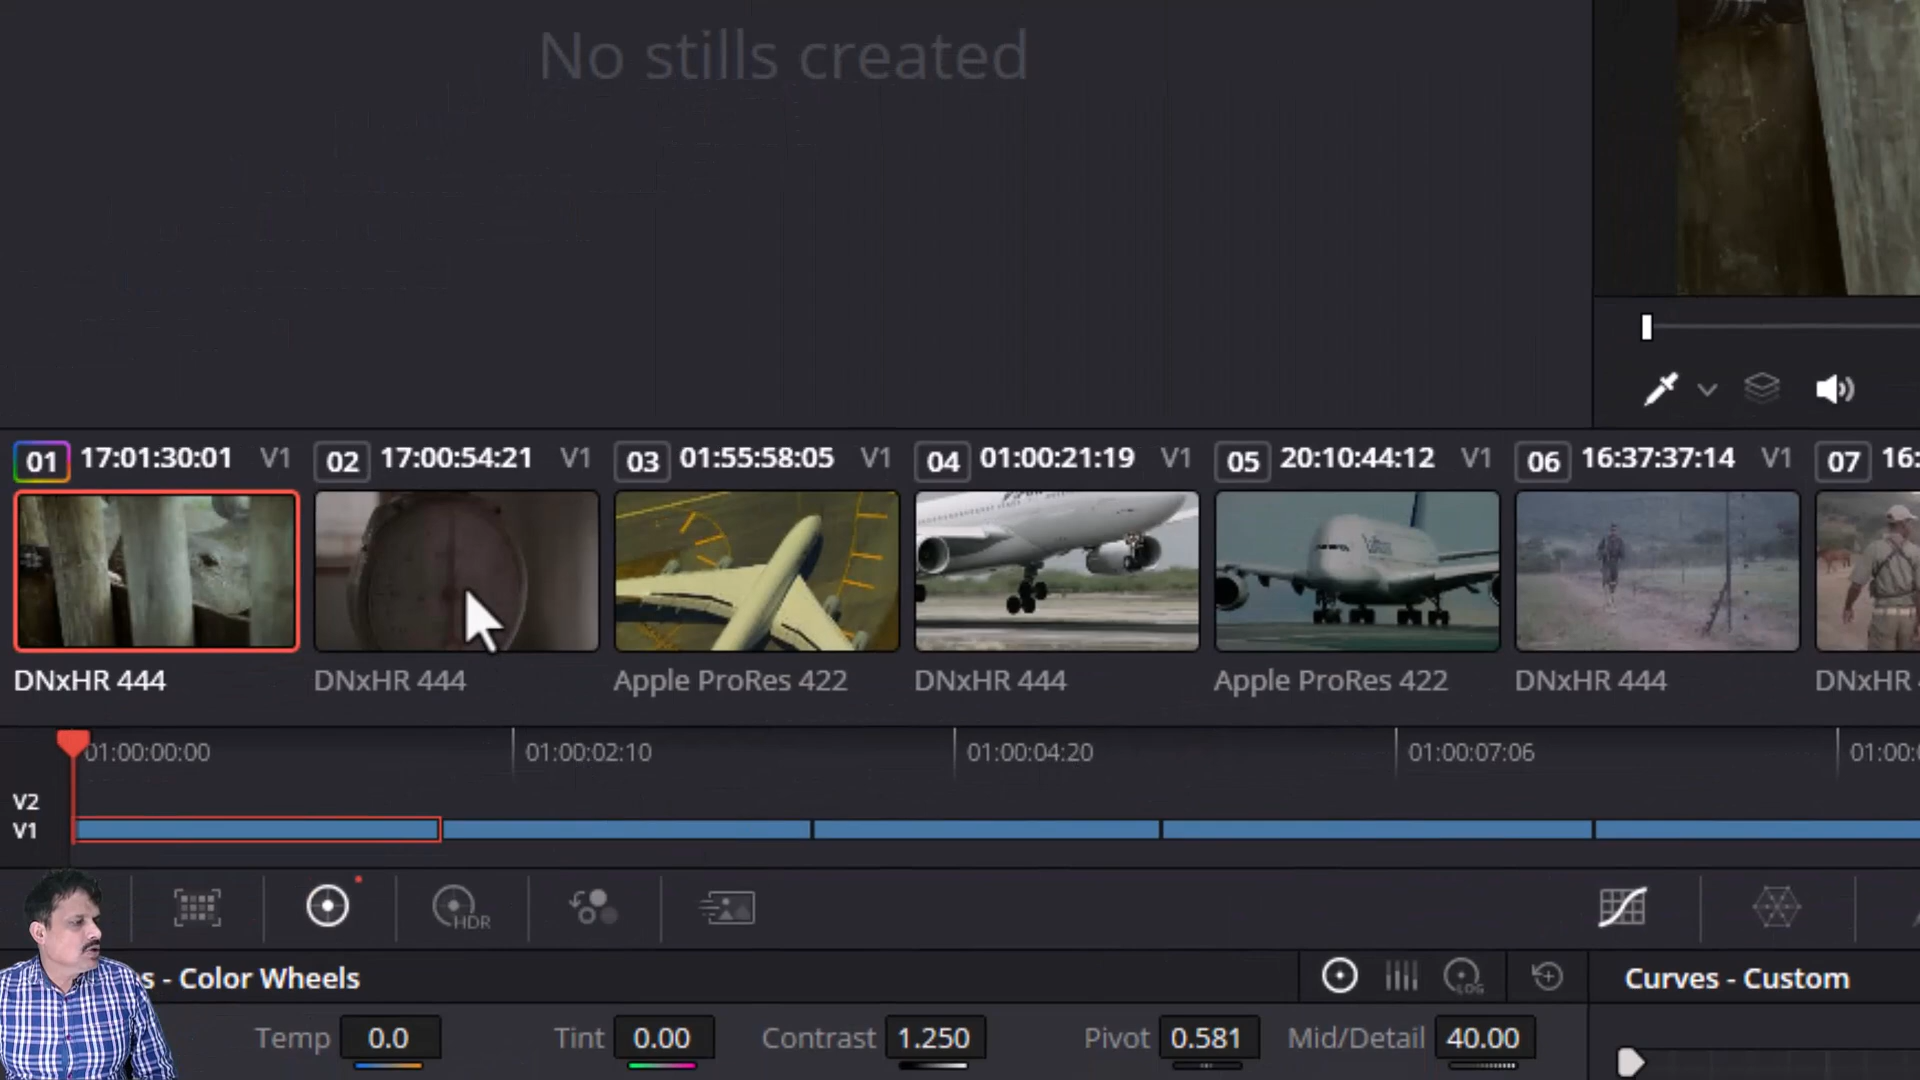 No stills created
01 17:01:30:01 V1 02 17:00:54:21 V1 03 01:55:58:05 V1 04 01:00:21:19 V1 05 20:10:44:12 V1 06 16:37:37:14 V1 07 16:
DNxHR 444 DNxHR 444 Apple ProRes 422 DNxHR 444 Apple ProRes 422 DNxHR 444 DNxHR
01:00:00:00 01:00:02:10 01:00:04:20 01:00:07:06 01:00:0
V2
V1
HDR
LOG
s - Color Wheels Curves - Custom
Temp 0.0 Tint 0.00 Contrast 1.250 Pivot 0.581 Mid/Detail 40.00